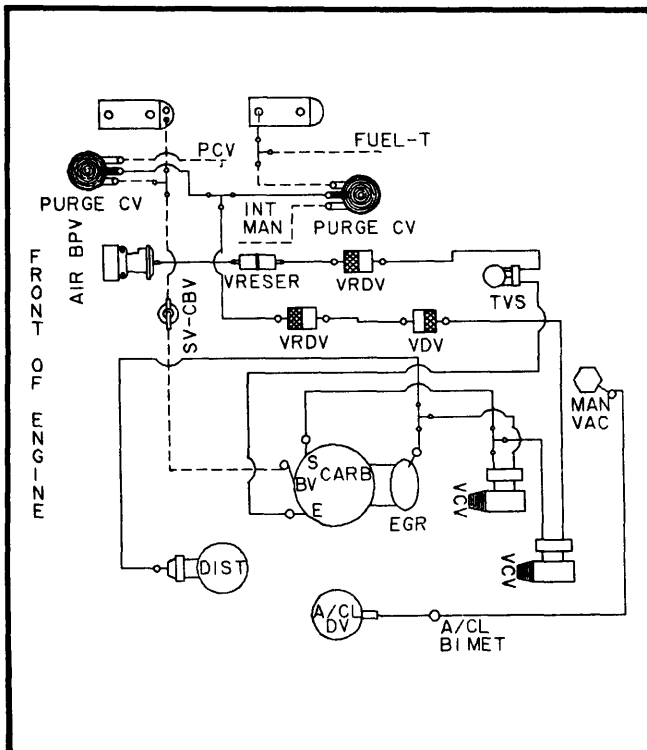 PCV
FUEL-T
PURGE CV
INT
MAN
PURGE CV
AIR BPV
VRESER
VRDV
TVS
SV-CBV
VRDV
VDV
FRONT OF ENGINE
MAN
VAC
S
CARB
BV
E
EGR
VCV
VCV
DIST
A/CL
DV
A/CL
BIMET